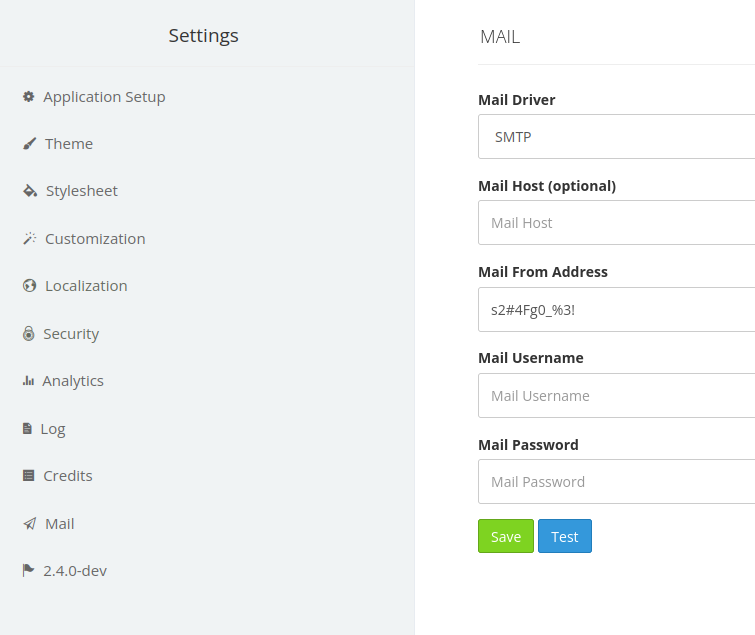 Settings
Application Setup
Theme
Stylesheet
Customization
Localization
Security
Analytics
Log
Credits
Mail
2.4.0-dev
MAIL
Mail Driver
SMTP
Mail Host (optional)
Mail Host
Mail From Address
s2#4Fg0_%3!
Mail Username
Mail Username
Mail Password
Mail Password
Save Test